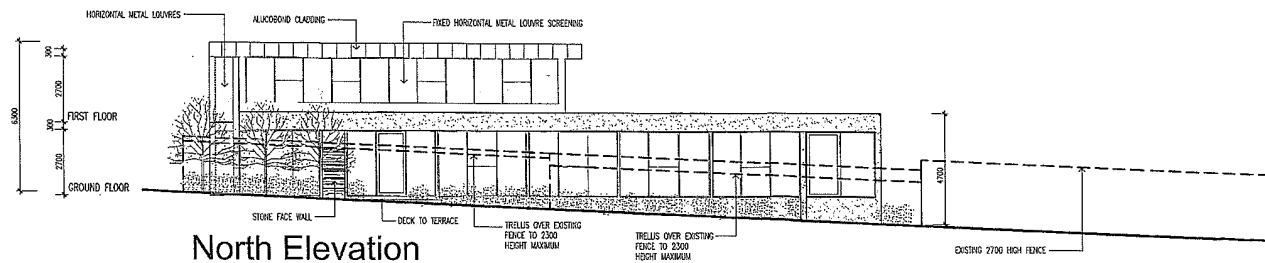 HORIZONTAL METAL LOUVRES
ALUCOBOND CLADDING
FIXED HORIZONTAL METAL LOUVRE SCREENING
300
2700
6300
FIRST FLOOR
300
2700
GROUND FLOOR
4700
STONE FACE WALL
DECK TO TERRACE
TRELLUS OVER EXISTING
FENCE TO 2300
HEIGHT MAXIMUM
TRELLUS OVER EXISTING
FENCE TO 2300
HEIGHT MAXIMUM
EXISTING 2700 HIGH FENCE
North Elevation